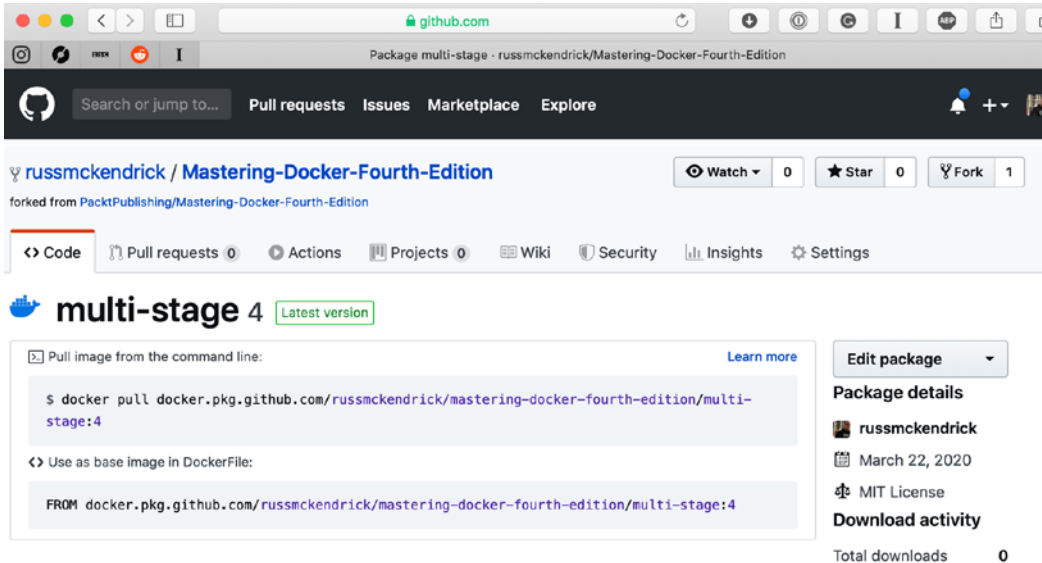 github.com
Package multi-stage - russmckendrick/Mastering-Docker-Fourth-Edition
Search or jump to... Pull requests Issues Marketplace Explore
russmckendrick / Mastering-Docker-Fourth-Edition Watch 0 Star 0 Fork 1
forked from PacktPublishing/Mastering-Docker-Fourth-Edition
Code Pull requests 0 Actions Projects 0 Wiki Security Insights Settings
multi-stage 4 Latest version
Pull image from the command line: Learn more
$ docker pull docker.pkg.github.com/russmckendrick/mastering-docker-fourth-edition/multi-
stage:4
Use as base image in DockerFile:
FROM docker.pkg.github.com/russmckendrick/mastering-docker-fourth-edition/multi-stage:4
Edit package
Package details
russmckendrick
March 22, 2020
MIT License
Download activity
Total downloads 0